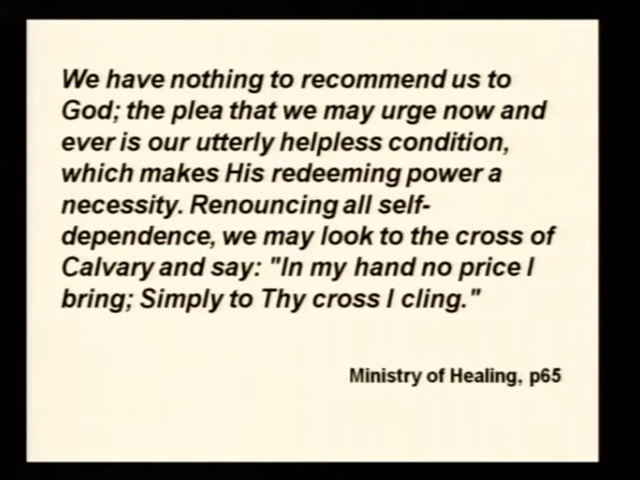 We have nothing to recommend us to
God; the plea that we may urge now and
ever is our utterly helpless condition,
which makes His redeeming power a
necessity. Renouncing all self-
dependence, we may look to the cross of
Calvary and say: "In my hand no price I
bring; Simply to Thy cross I cling."
Ministry of Healing, p65